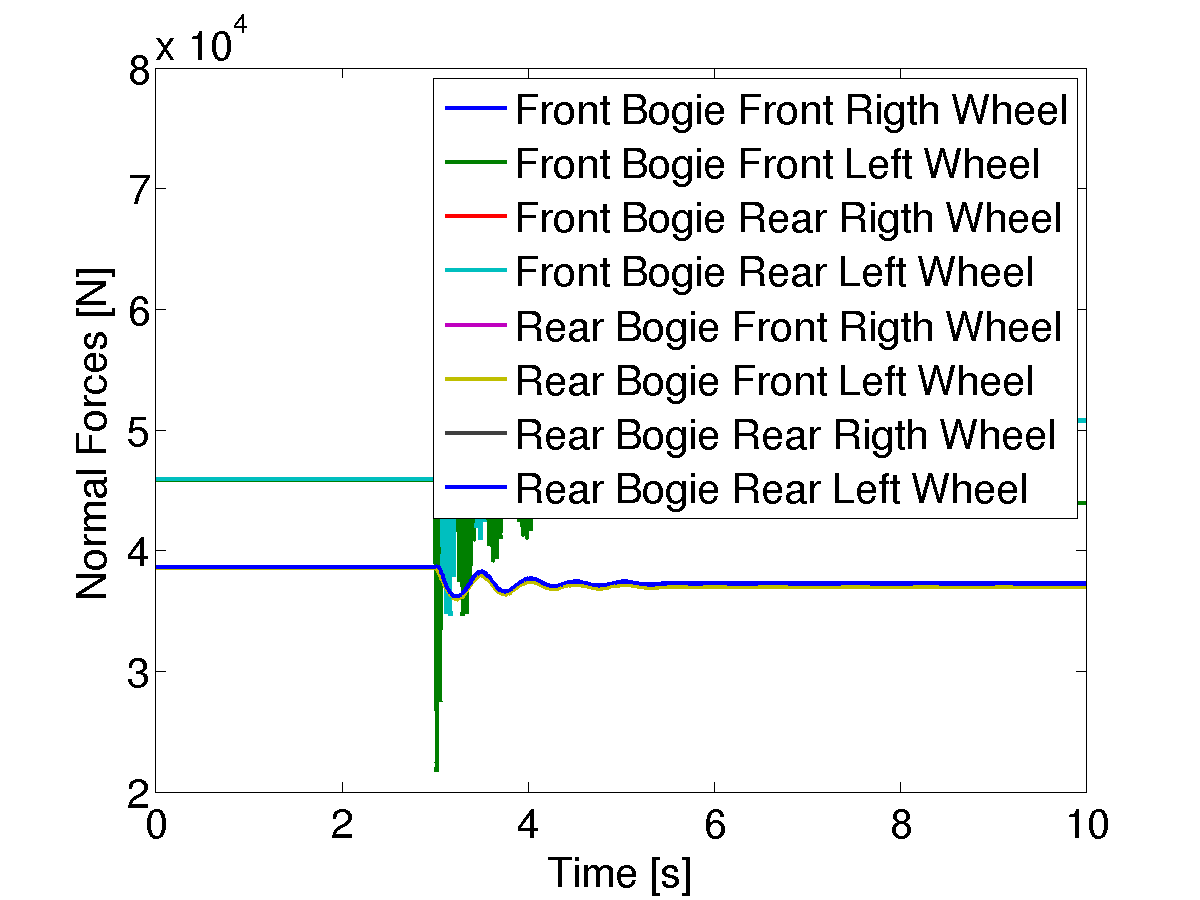 x 10^4
8
7
6
5
4
3
2
Normal Forces [N]
Front Bogie Front Rigth Wheel
Front Bogie Front Left Wheel
Front Bogie Rear Rigth Wheel
Front Bogie Rear Left Wheel
Rear Bogie Front Rigth Wheel
Rear Bogie Front Left Wheel
Rear Bogie Rear Rigth Wheel
Rear Bogie Rear Left Wheel
0 2 4 6 8 10
Time [s]